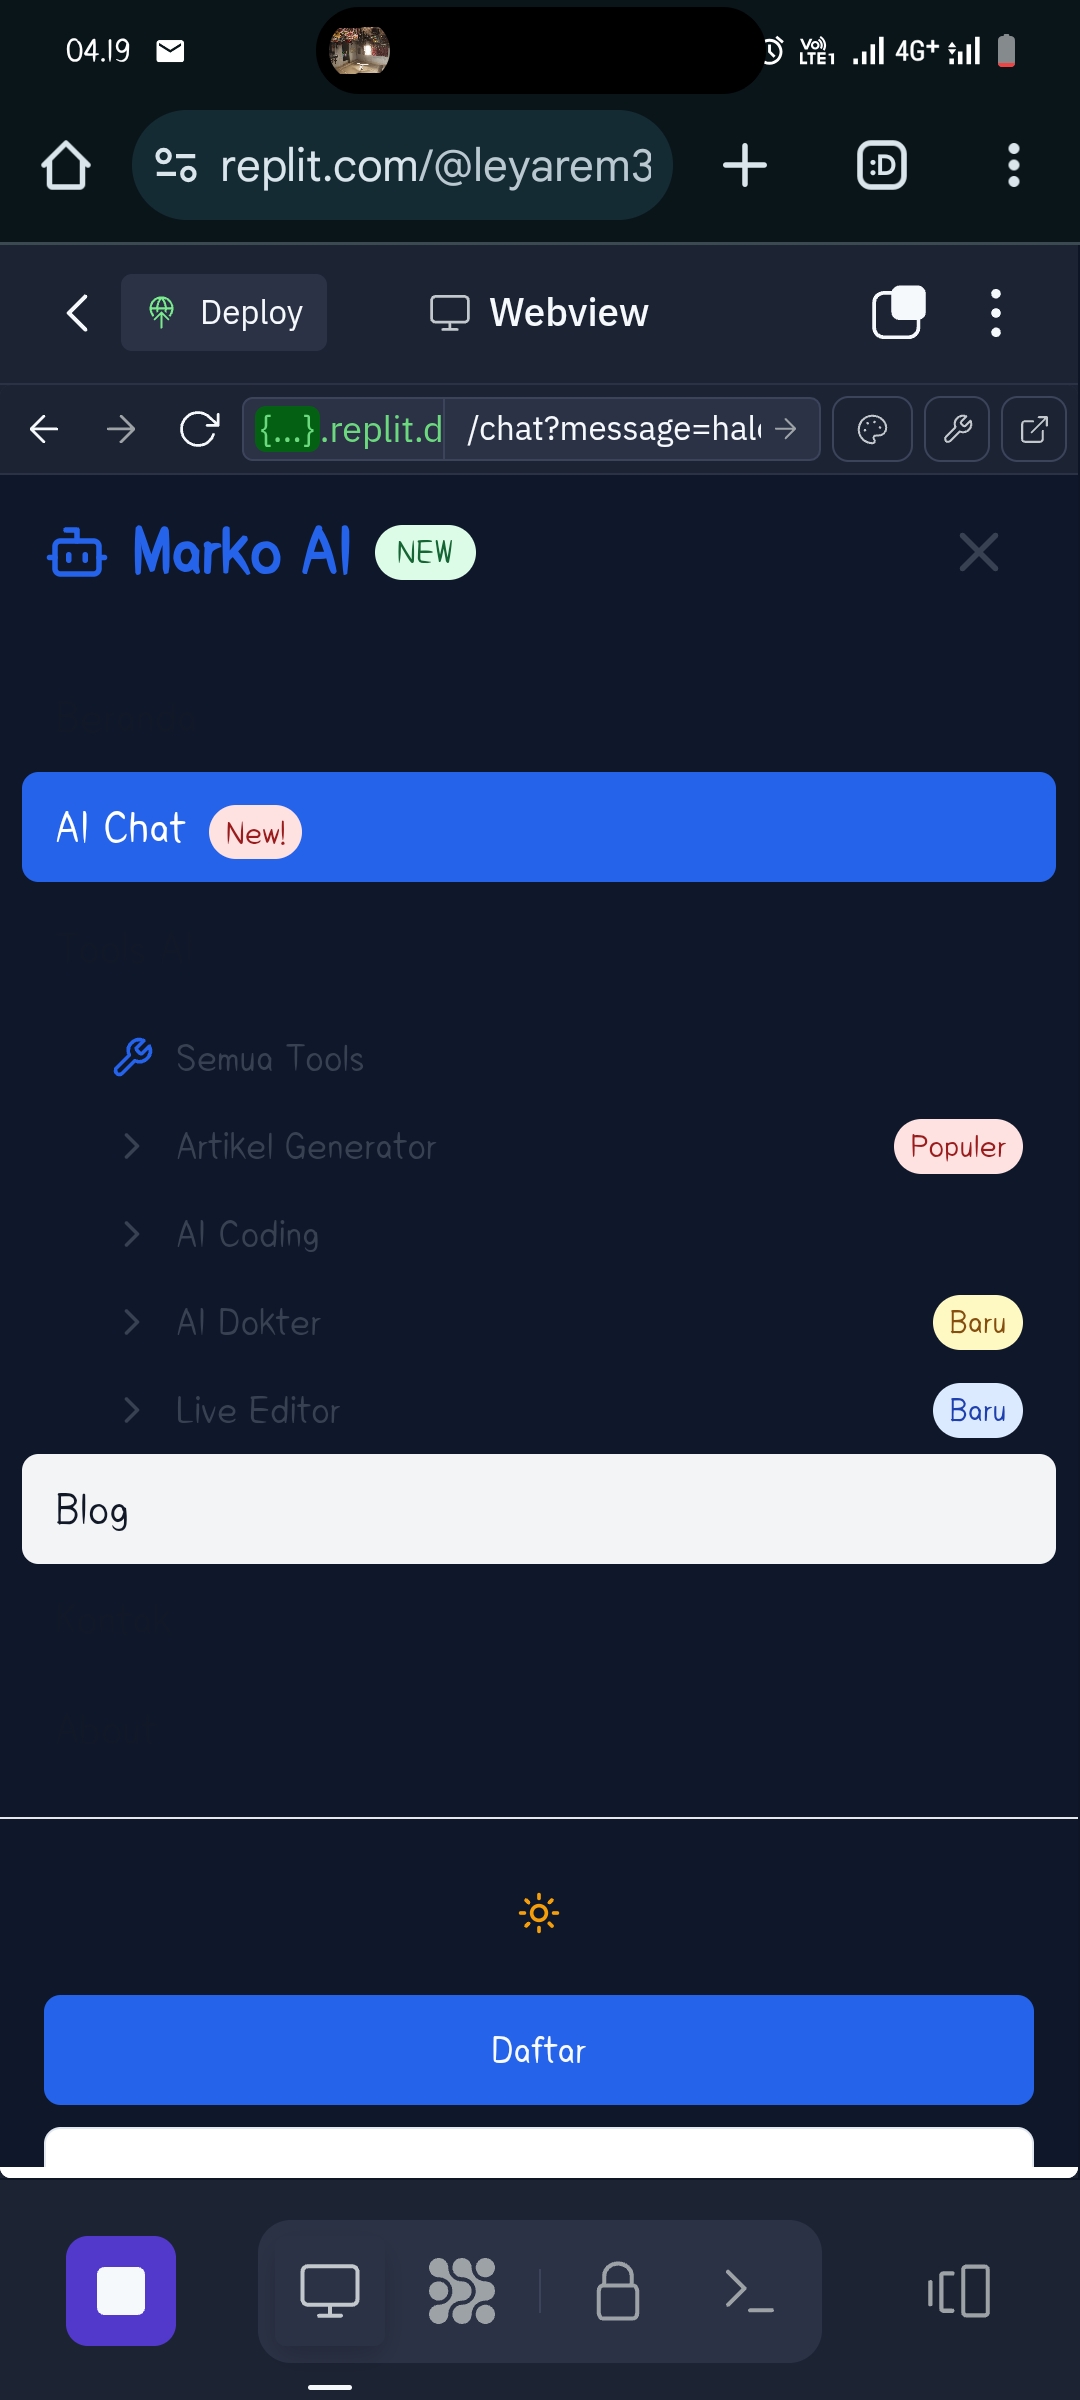 04.19
VoLTE1 4G+
replit.com/@leyarem3
:D
Deploy
Webview
{...}.replit.d
/chat?message=hal
Marko AI NEW
AI Chat New!
Semua Tools
Artikel Generator Populer
AI Coding
AI Dokter Baru
Live Editor Baru
Blog
Daftar